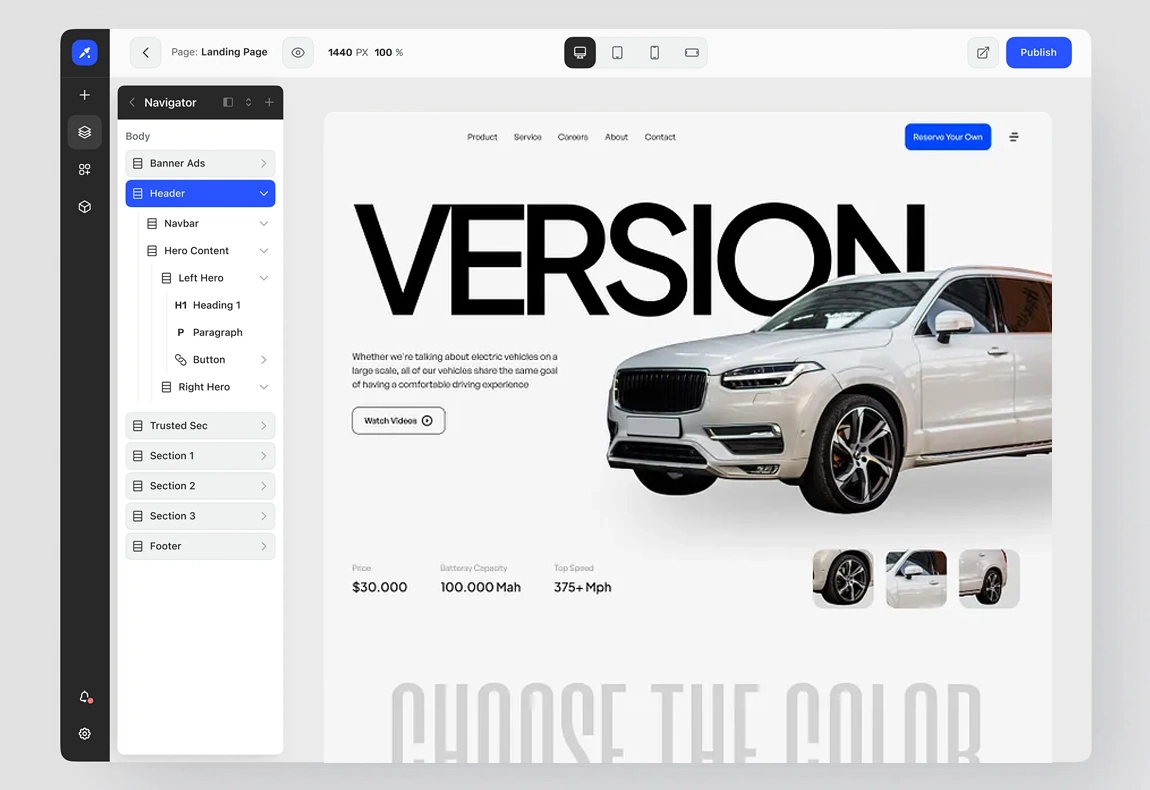 Page: Landing Page
1440 PX 100 %
Publish
Navigator
Body
Banner Ads
Header
Navbar
Hero Content
Left Hero
H1 Heading 1
P Paragraph
Button
Right Hero
Trusted Sec
Section 1
Section 2
Section 3
Footer
Product Service Careers About Contact
Reserve Your Own
VERSION
Whether we're talking about electric vehicles on a
large scale, all of our vehicles share the same goal
of having a comfortable driving experience
Watch Videos
Price Batteray Capacity Top Speed
$30.000 100.000 Mah 375+ Mph
CHOOSE THE COLOR